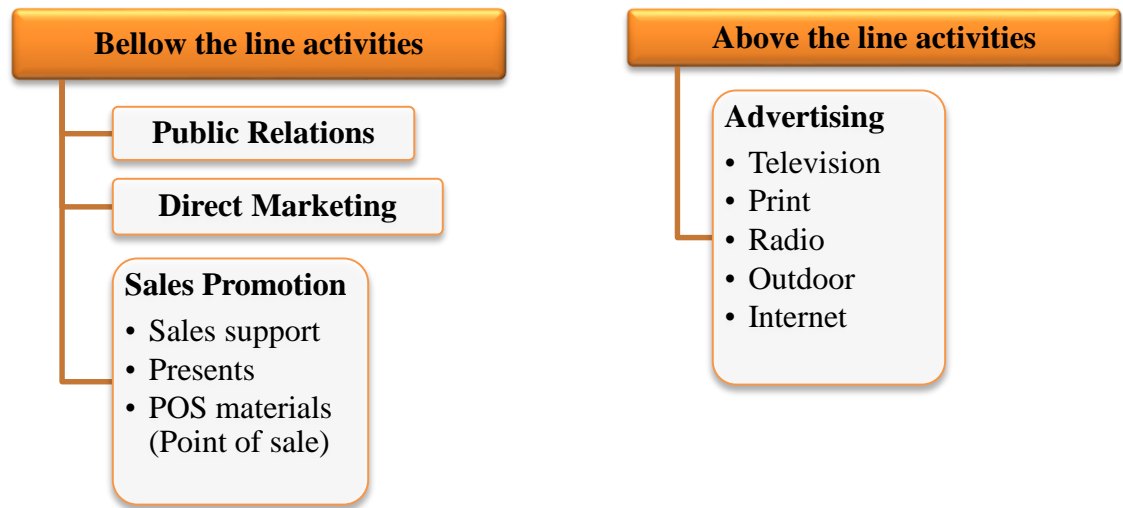 Bellow the line activities
Public Relations
Direct Marketing
Sales Promotion
• Sales support
• Presents
• POS materials
(Point of sale)
Above the line activities
Advertising
• Television
• Print
• Radio
• Outdoor
• Internet